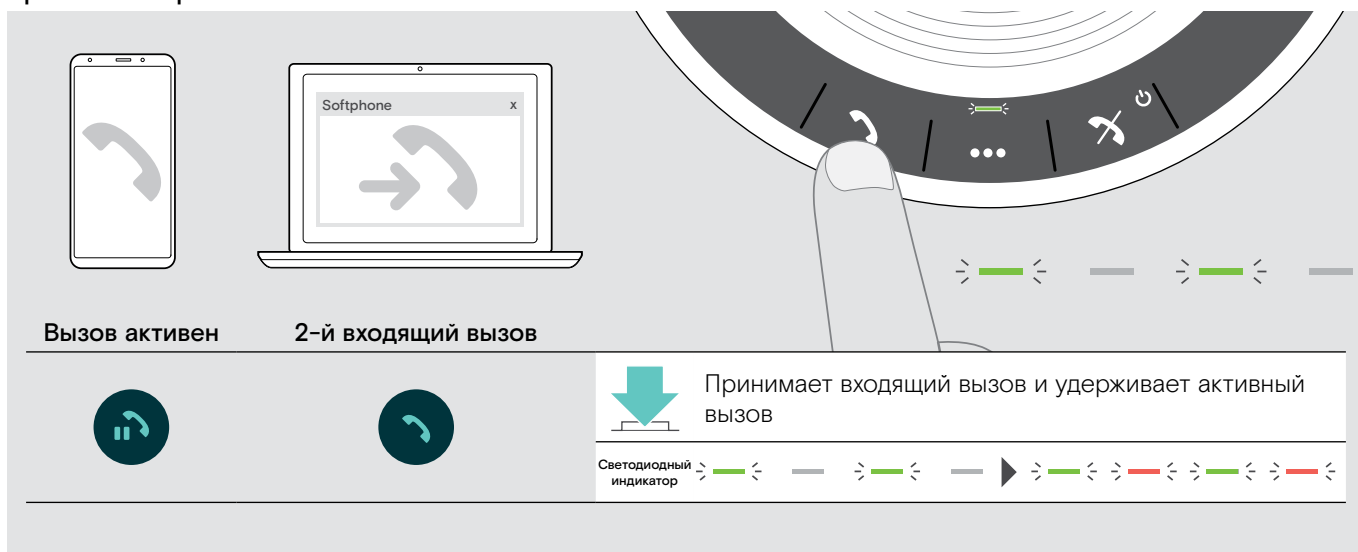 Softphone x
Вызов активен
2-й входящий вызов
Принимает входящий вызов и удерживает активный
вызов
Светодиодный
индикатор